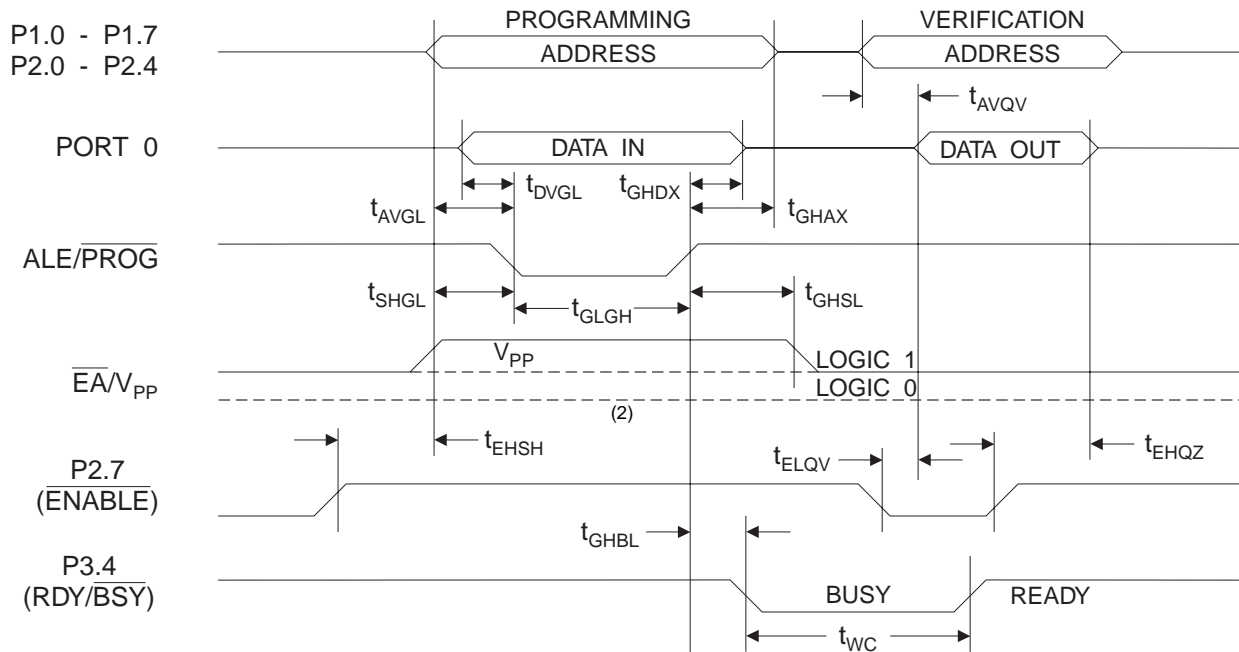 PROGRAMMING VERIFICATION
P1.0 - P1.7
P2.0 - P2.4
ADDRESS ADDRESS
tAVQV
PORT 0 DATA IN DATA OUT
tDVGL tGHDX
tAVGL tGHAX
ALE/PROG
tSHGL tGLGH tGHSL
VPP LOGIC 1
EA/VPP LOGIC 0
(2)
tEHSH tELQV tEHQZ
P2.7
(ENABLE)
tGHBL
P3.4
(RDY/BSY) BUSY READY
tWC